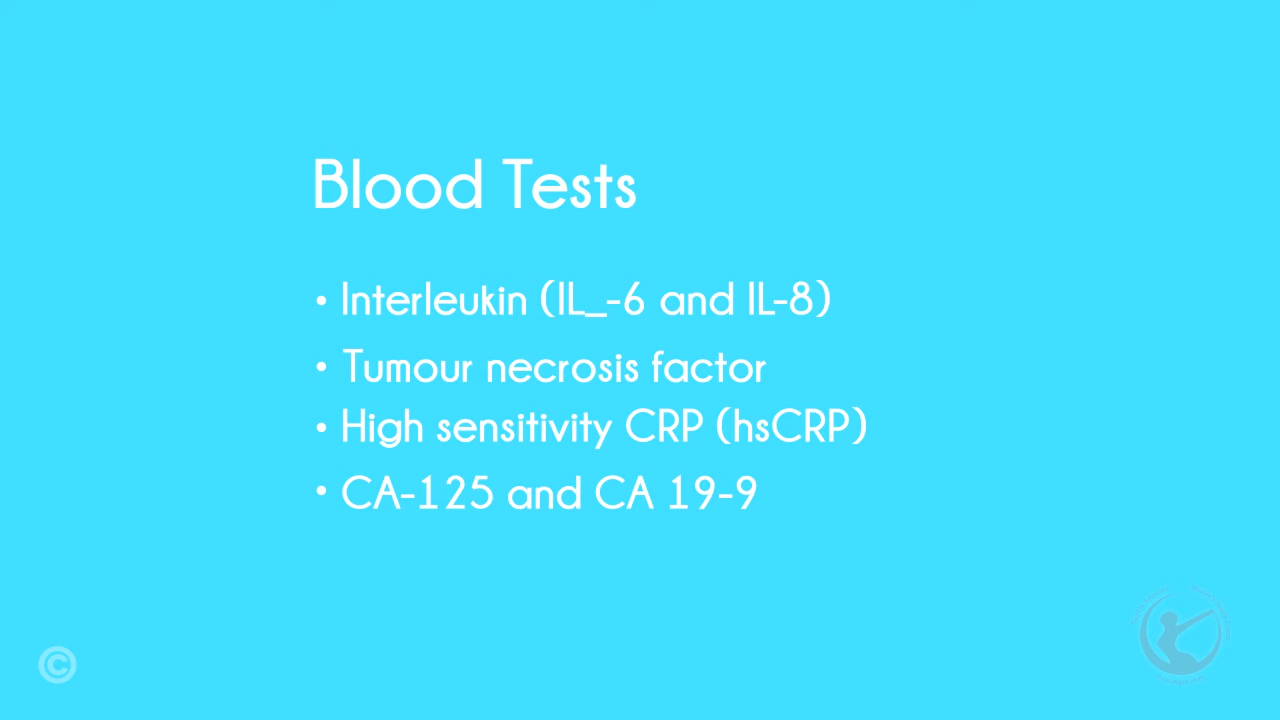 Blood Tests
• Interleukin (IL_-6 and IL-8)
• Tumour necrosis factor
• High sensitivity CRP (hsCRP)
• CA-125 and CA 19-9
©